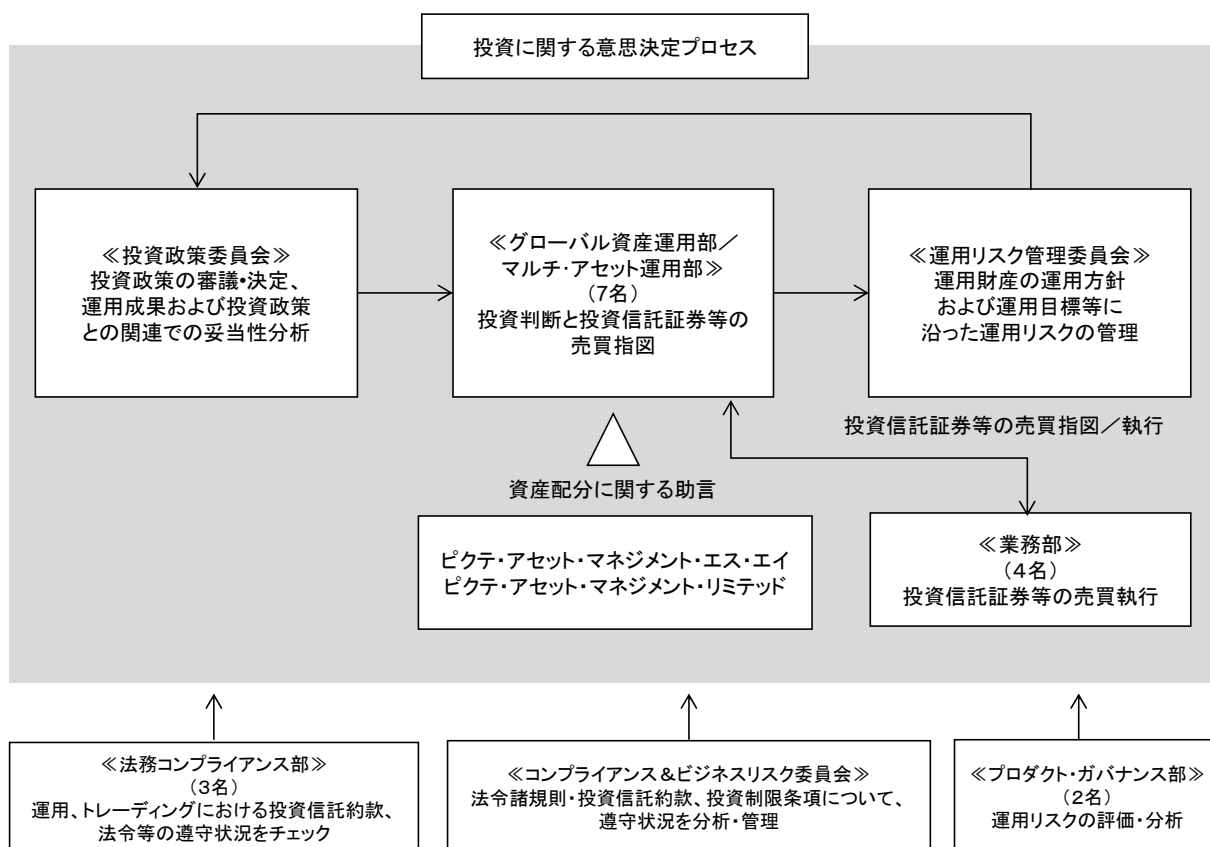 投資に関する意思決定プロセス
≪投資政策委員会≫
投資政策の審議・決定、
運用成果および投資政策
との関連での妥当性分析
≪グローバル資産運用部／
マルチ・アセット運用部≫
（7名）
投資判断と投資信託証券等の
売買指図
≪運用リスク管理委員会≫
運用財産の運用方針
および運用目標等に
沿った運用リスクの管理
投資信託証券等の売買指図／執行
資産配分に関する助言
ピクテ・アセット・マネジメント・エス・エイ
ピクテ・アセット・マネジメント・リミテッド
≪業務部≫
（4名）
投資信託証券等の売買執行
≪法務コンプライアンス部≫
（3名）
運用、トレーディングにおける投資信託約款、
法令等の遵守状況をチェック
≪コンプライアンス＆ビジネスリスク委員会≫
法令諸規則・投資信託約款、投資制限条項について、
遵守状況を分析・管理
≪プロダクト・ガバナンス部≫
（2名）
運用リスクの評価・分析